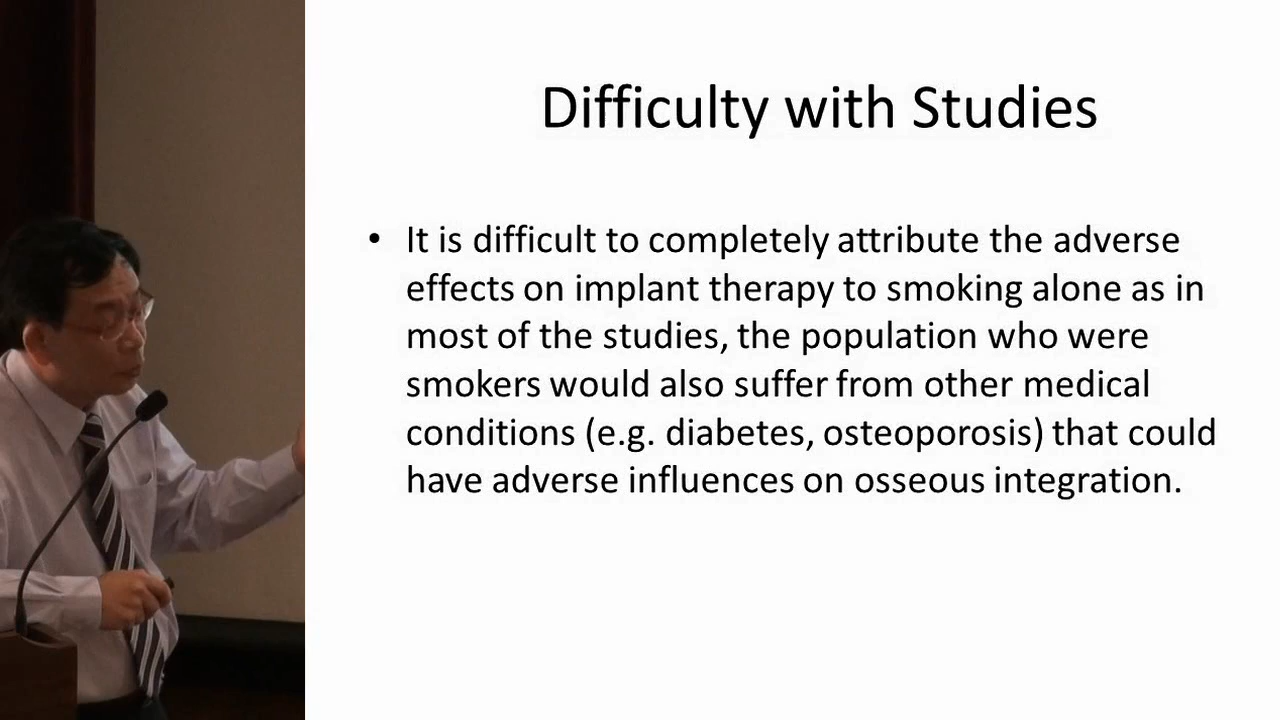 Difficulty with Studies
• It is difficult to completely attribute the adverse
effects on implant therapy to smoking alone as in
most of the studies, the population who were
smokers would also suffer from other medical
conditions (e.g. diabetes, osteoporosis) that could
have adverse influences on osseous integration.